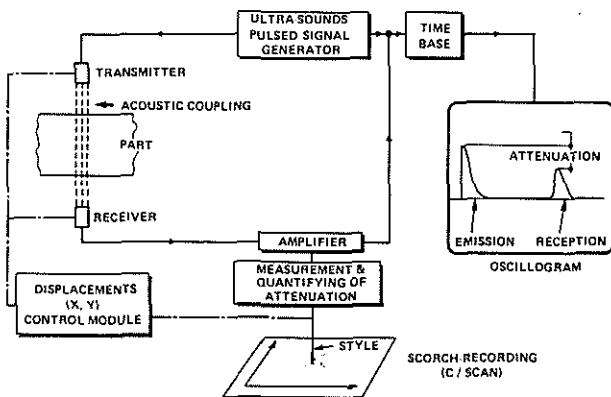 ULTRA-SOUNDS
PULSED SIGNAL
GENERATOR
TIME
BASE
TRANSMITTER
ACOUSTIC COUPLING
PART
RECEIVER
ATTENUATION
EMISSION
RECEPTION
OSCILLOGRAM
AMPLIFIER
MEASUREMENT &
QUANTIFYING OF
ATTENUATION
DISPLACEMENTS
(X, Y)
CONTROL MODULE
STYLE
SCORCH-RECORDING
(C / SCAN)